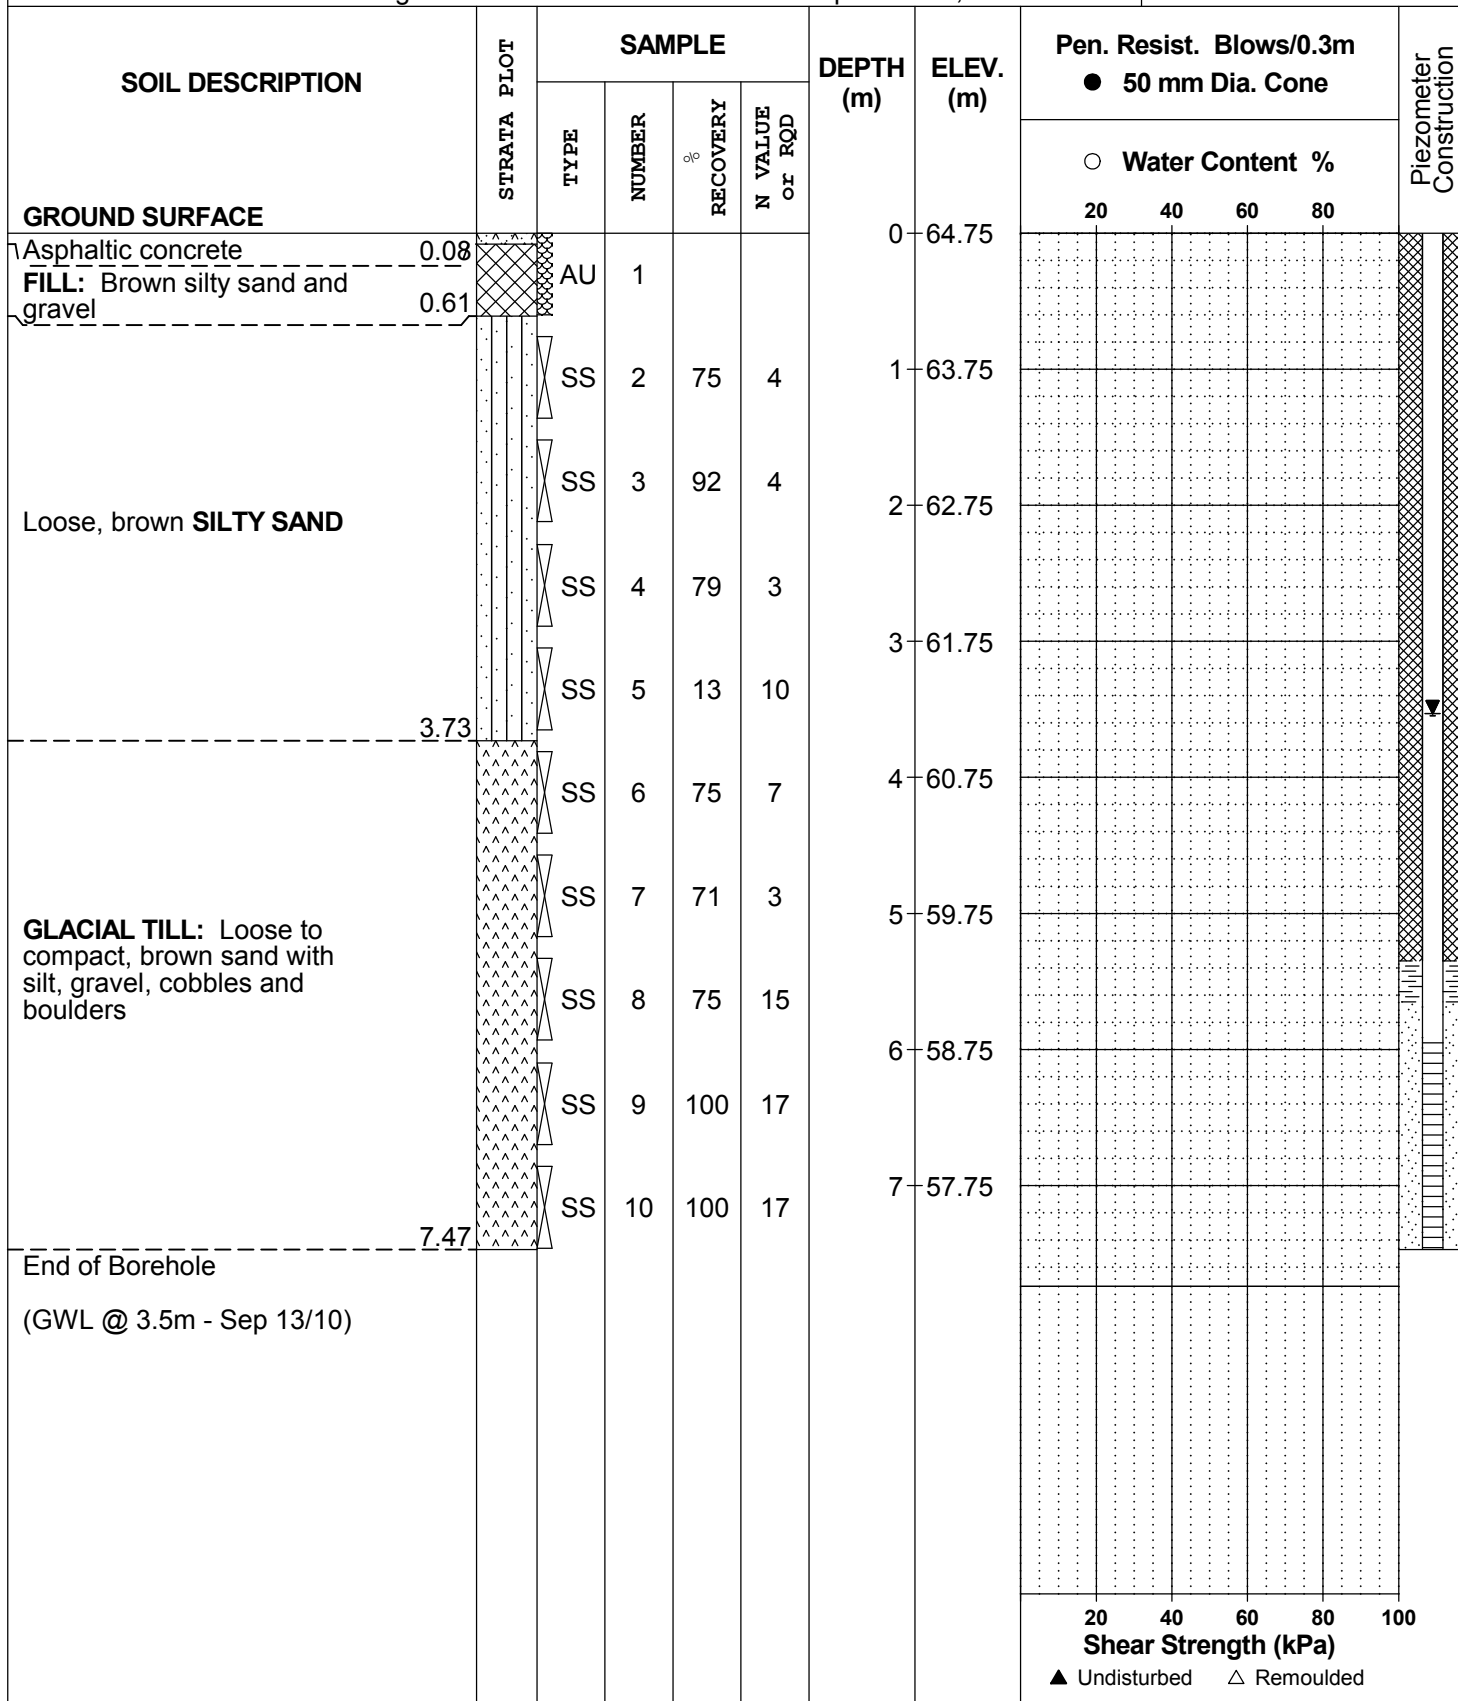 SOIL DESCRIPTION
GROUND SURFACE
STRATA PLOT
SAMPLE
TYPE
NUMBER
% RECOVERY
N VALUE
or RQD
DEPTH
(m)
ELEV.
(m)
Pen. Resist. Blows/0.3m
● 50 mm Dia. Cone
○ Water Content %
20 40 60 80
Piezometer
Construction
Asphaltic concrete 0.08
FILL: Brown silty sand and
gravel 0.61
AU 1
0 64.75
SS 2 75 4
1 63.75
SS 3 92 4
2 62.75
Loose, brown SILTY SAND
SS 4 79 3
3 61.75
SS 5 13 10
3.73
SS 6 75 7
4 60.75
SS 7 71 3
5 59.75
GLACIAL TILL: Loose to
compact, brown sand with
silt, gravel, cobbles and
boulders
SS 8 75 15
6 58.75
SS 9 100 17
7 57.75
SS 10 100 17
7.47
End of Borehole
(GWL @ 3.5m - Sep 13/10)
20 40 60 80 100
Shear Strength (kPa)
▲ Undisturbed △ Remoulded